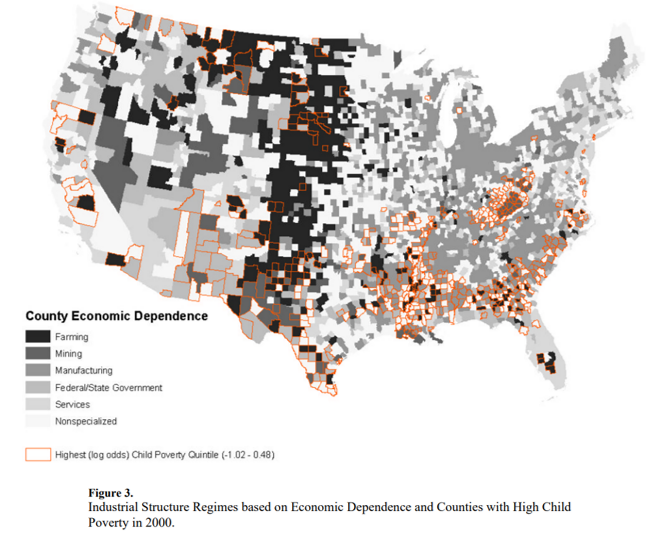 County Economic Dependence
Farming
Mining
Manufacturing
Federal/State Government
Services
Nonspecialized
Highest (log odds) Child Poverty Quintile (-1.02 - 0.48)
Figure 3.
Industrial Structure Regimes based on Economic Dependence and Counties with High Child
Poverty in 2000.